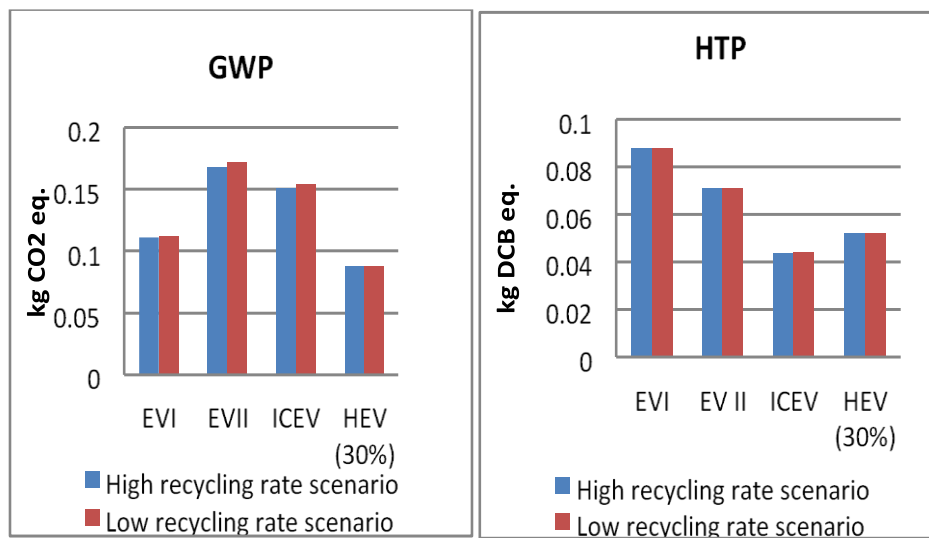 GWP
kg CO2 eq.
0.2
0.15
0.1
0.05
0
EVI EVII ICEV HEV
(30%)
High recycling rate scenario
Low recycling rate scenario
HTP
kg DCB eq.
0.1
0.08
0.06
0.04
0.02
0
EVI EV II ICEV HEV
(30%)
High recycling rate scenario
Low recycling rate scenario